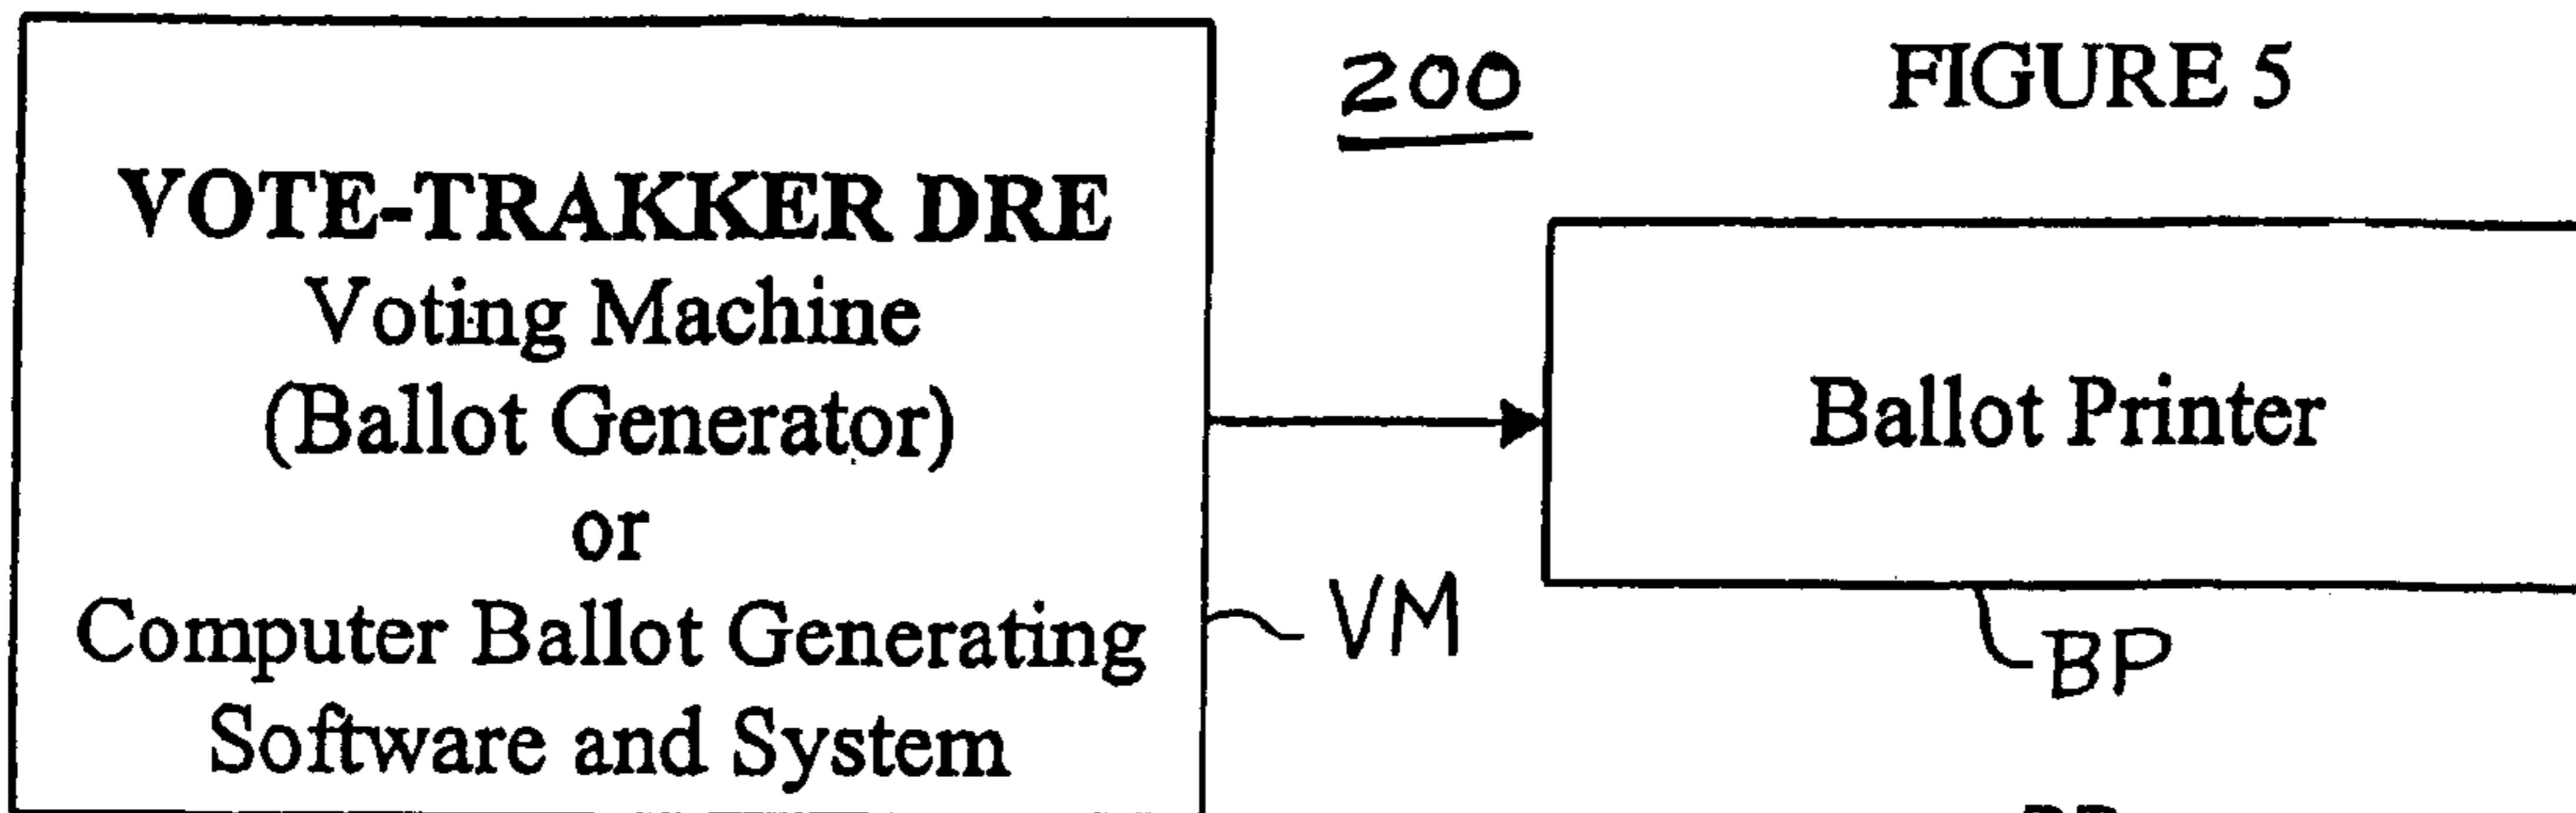 200
FIGURE 5
VOTE-TRAKKER DRE
Voting Machine
(Ballot Generator)
or
Computer Ballot Generating
Software and System
VM
Ballot Printer
BP